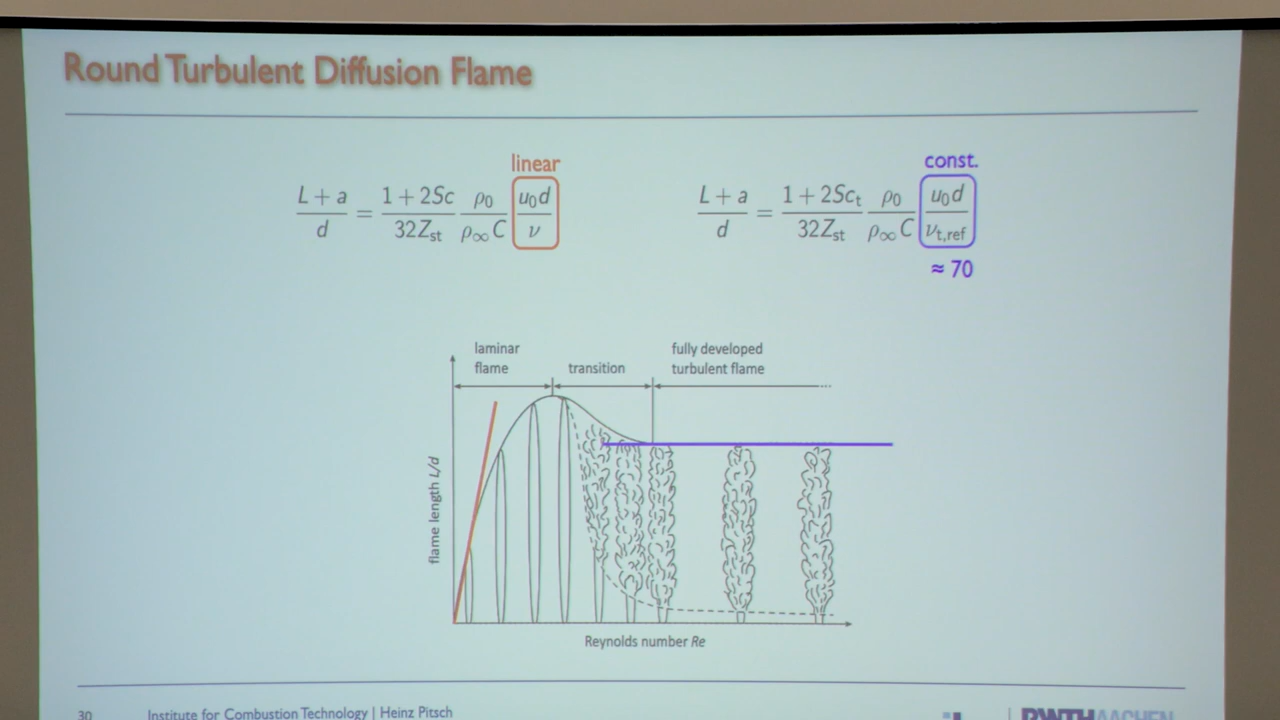 Round Turbulent Diffusion Flame
linear
const.
L + a / d = 1 + 2Sc / 32Z_st ρ_0 / ρ_∞ C u_0 d / ν
L + a / d = 1 + 2Sc_t / 32Z_st ρ_0 / ρ_∞ C u_0 d / ν_t,ref
≈ 70
laminar
flame
transition
fully developed
turbulent flame
flame length L/d
Reynolds number Re
30 Institute for Combustion Technology | Heinz Pitsch
RWTH AACHEN